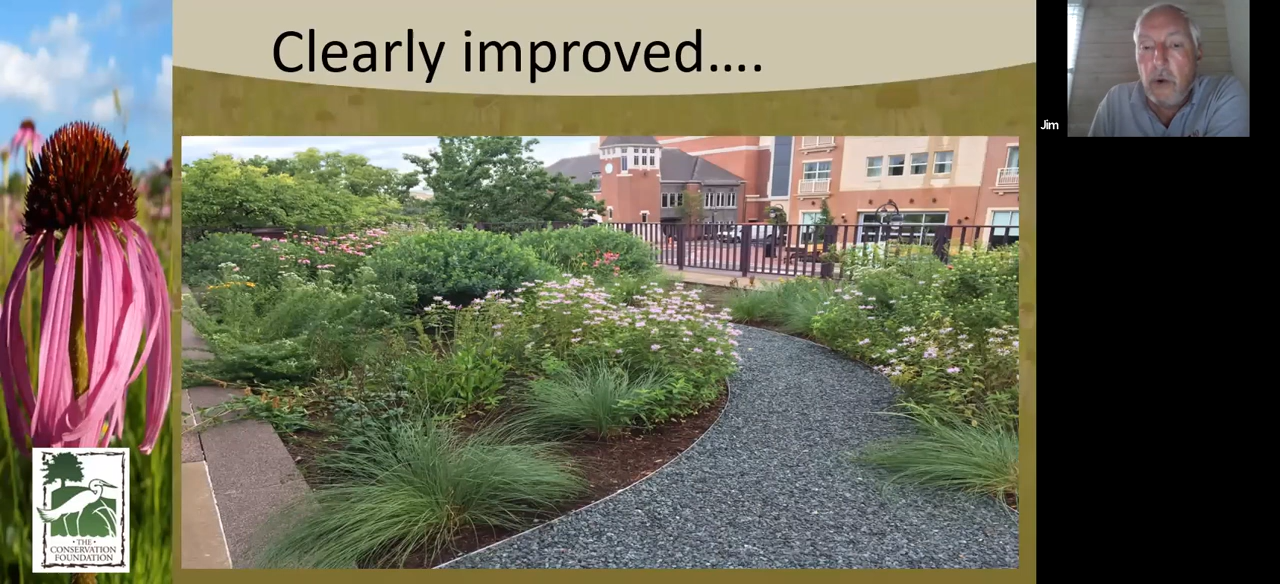 Clearly improved....
Jim
• THE •
CONSERVATION
FOUNDATION